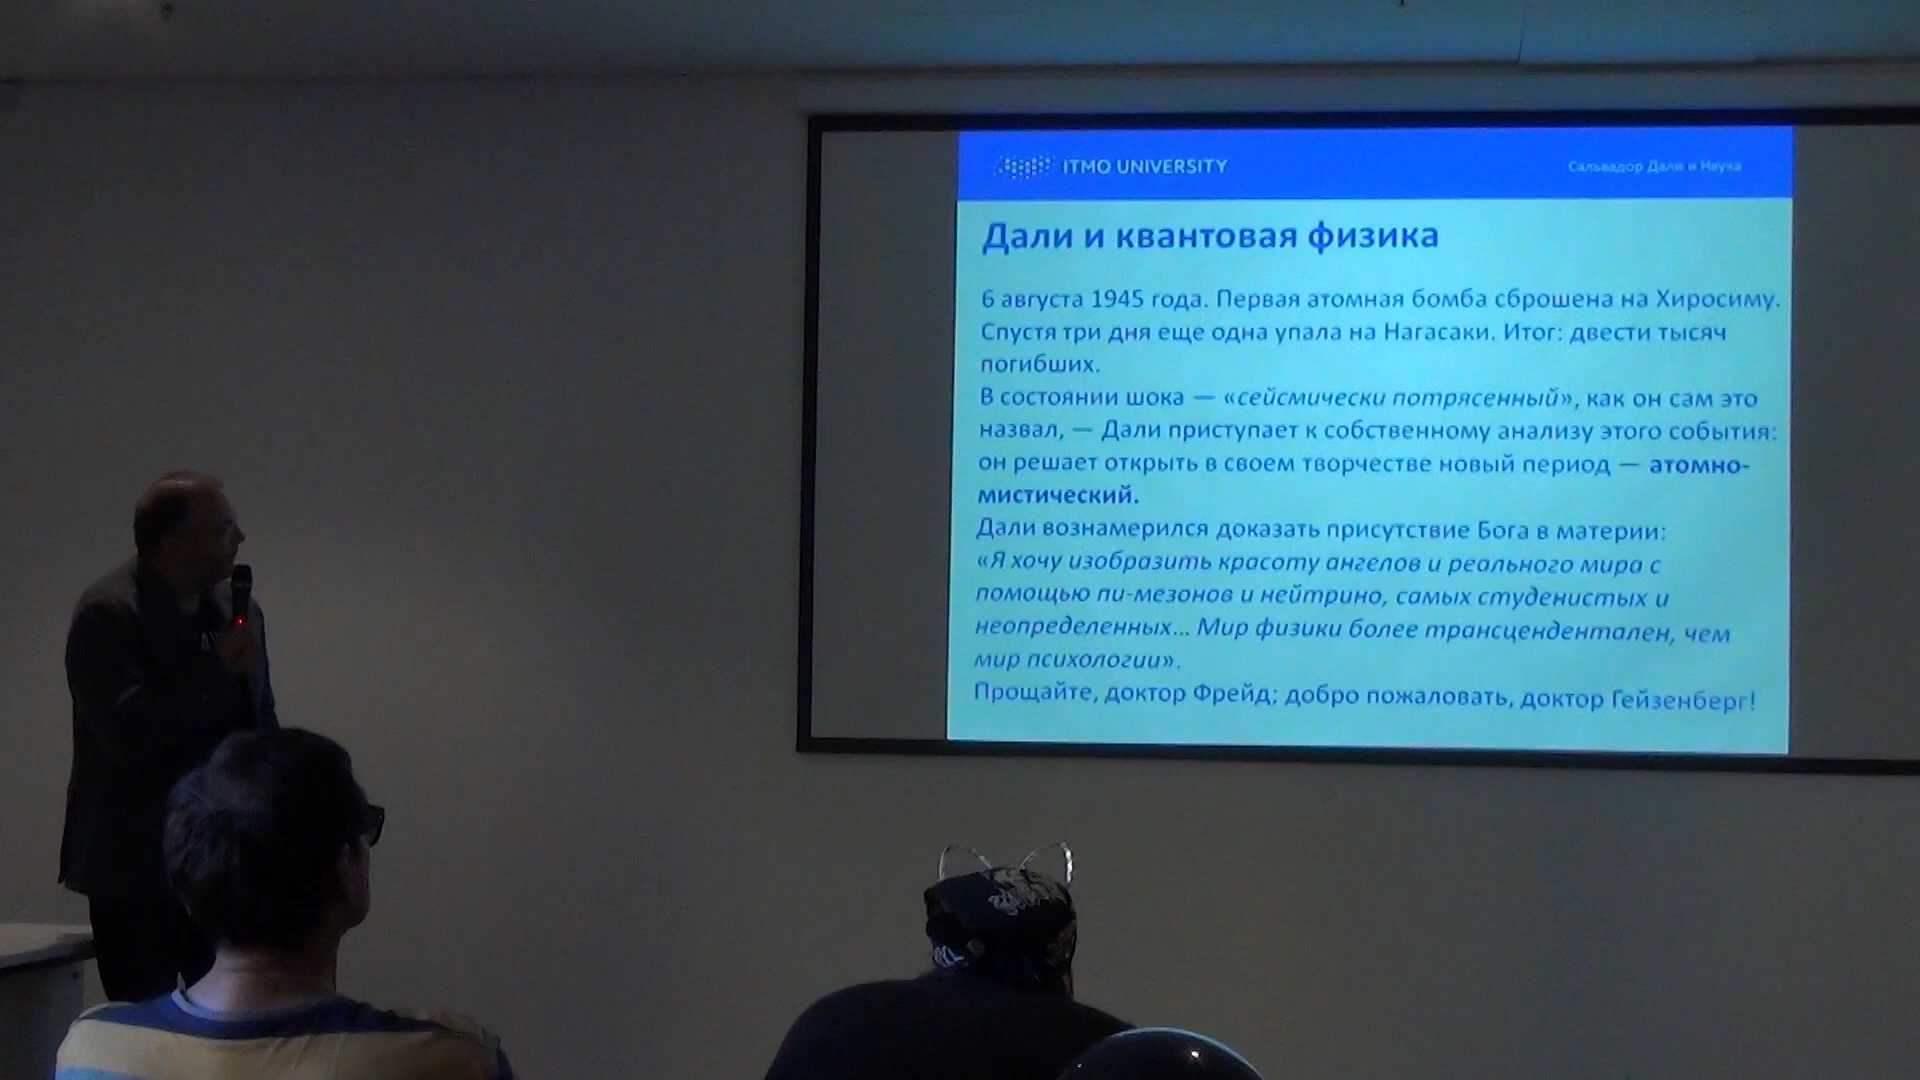 ITMO UNIVERSITY
Сальвадор Дали и Наука
Дали и квантовая физика
6 августа 1945 года. Первая атомная бомба сброшена на Хиросиму.
Спустя три дня еще одна упала на Нагасаки. Итог: двести тысяч
погибших.
В состоянии шока — «сейсмически потрясенный», как он сам это
назвал, — Дали приступает к собственному анализу этого события:
он решает открыть в своем творчестве новый период — атомно-
мистический.
Дали вознамерился доказать присутствие Бога в материи:
«Я хочу изобразить красоту ангелов и реального мира с
помощью пи-мезонов и нейтрино, самых студенистых и
неопределенных... Мир физики более трансцендентален, чем
мир психологии».
Прощайте, доктор Фрейд; добро пожаловать, доктор Гейзенберг!